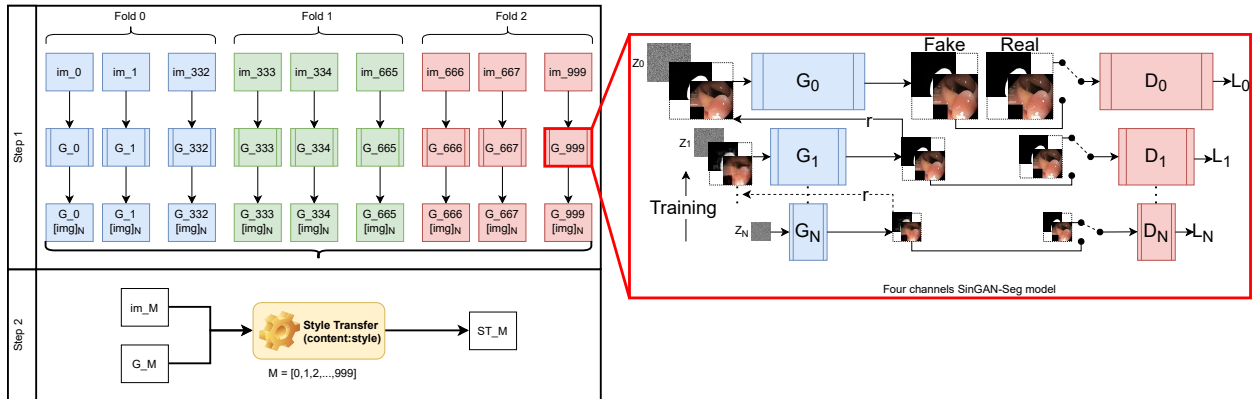 Fold 0
Fold 1
Fold 2
Step 1
im_0
im_1
im_332
im_333
im_334
im_665
im_666
im_667
im_999
G_0
G_1
G_332
G_333
G_334
G_665
G_666
G_667
G_999
G_0
[img]N
G_1
[img]N
G_332
[img]N
G_333
[img]N
G_334
[img]N
G_665
[img]N
G_666
[img]N
G_667
[img]N
G_999
[img]N
Step 2
im_M
G_M
Style Transfer
(content:style)
ST_M
M = [0,1,2,...,999]
Fake
Real
Z0
G0
D0
L0
r
Z1
G1
D1
L1
r
Training
ZN
GN
DN
LN
Four channels SinGAN-Seg model